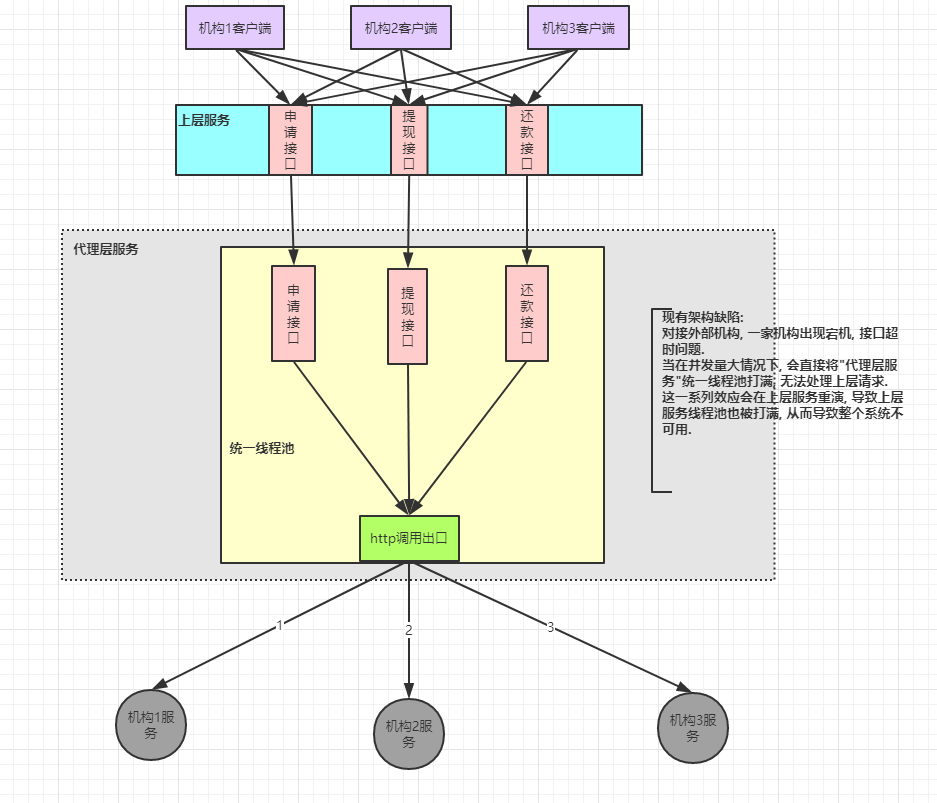 机构1客户端
机构2客户端
机构3客户端
上层服务
申
请
接
口
提
现
接
口
还
款
接
口
代理层服务
申
请
接
口
提
现
接
口
还
款
接
口
现有架构缺陷:
对接外部机构, 一家机构出现宕机, 接口超
时问题.
当在并发量大情况下, 会直接将"代理层服
务"统一线程池打满, 无法处理上层请求.
这一系列效应会在上层服务重演, 导致上层
服务线程池也被打满, 从而导致整个系统不
可用.
统一线程池
http调用出口
1
2
3
机构1服
务
机构2服
务
机构3服
务